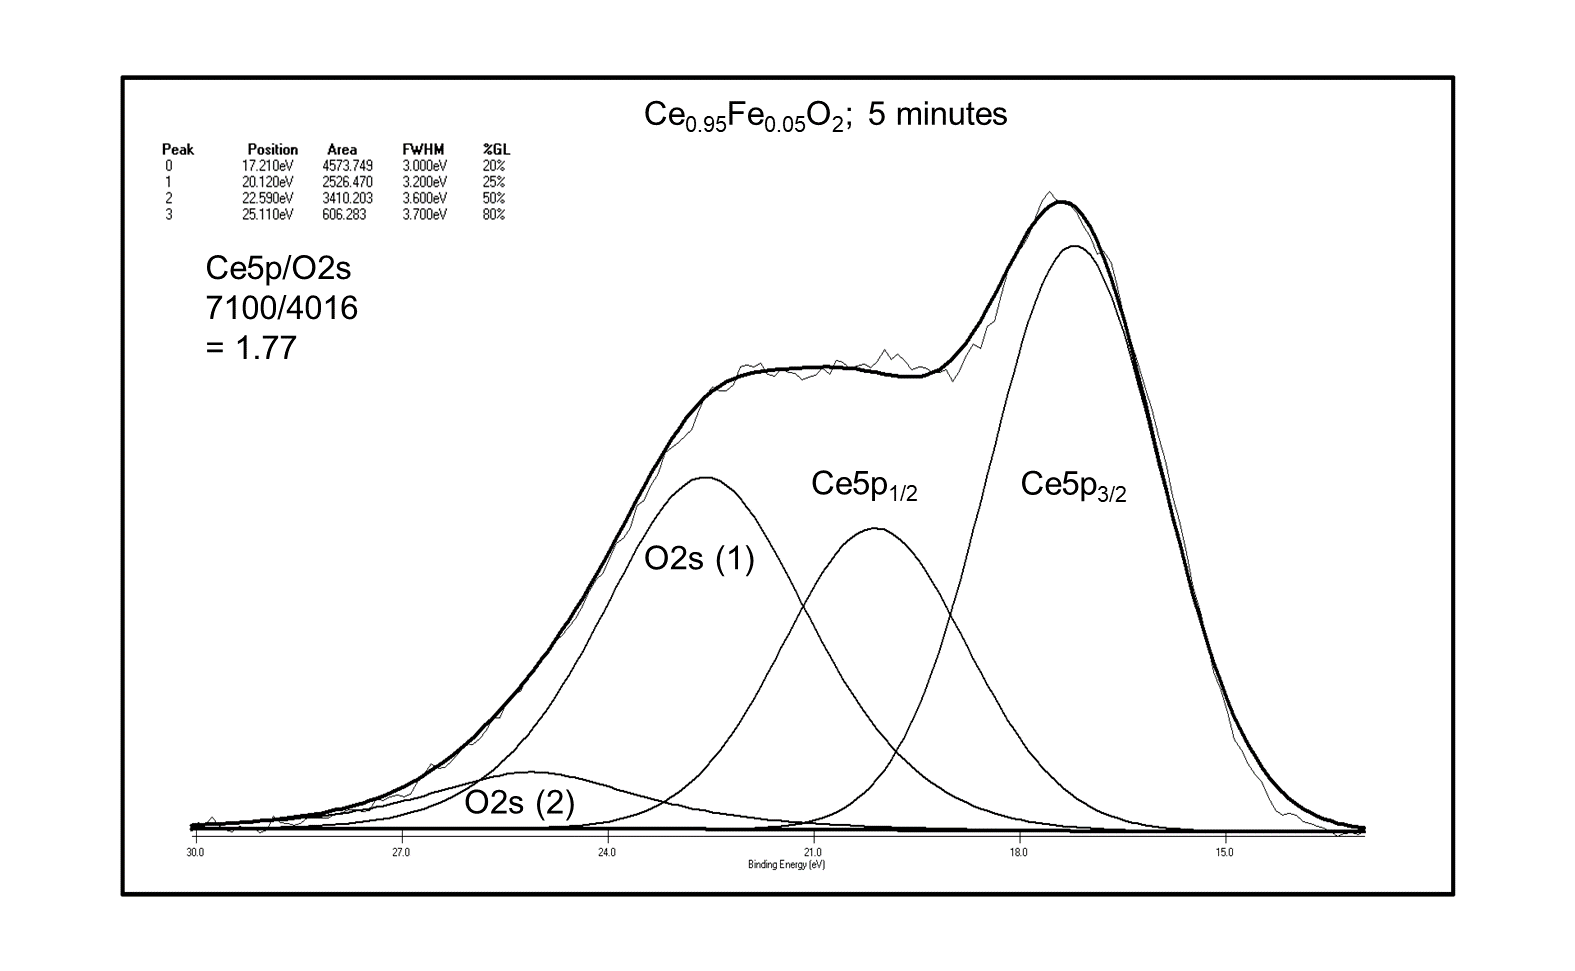 Ce0.95Fe0.05O2; 5 minutes
Peak Position Area FWHM %GL
0 17.210eV 4573.749 3.000eV 20%
1 20.120eV 2526.470 3.200eV 25%
2 22.590eV 3410.203 3.600eV 50%
3 25.110eV 606.283 3.700eV 80%
Ce5p/O2s
7100/4016
= 1.77
Ce5p1/2
Ce5p3/2
O2s (1)
O2s (2)
30.0 27.0 24.0 21.0 18.0 15.0
Binding Energy (eV)